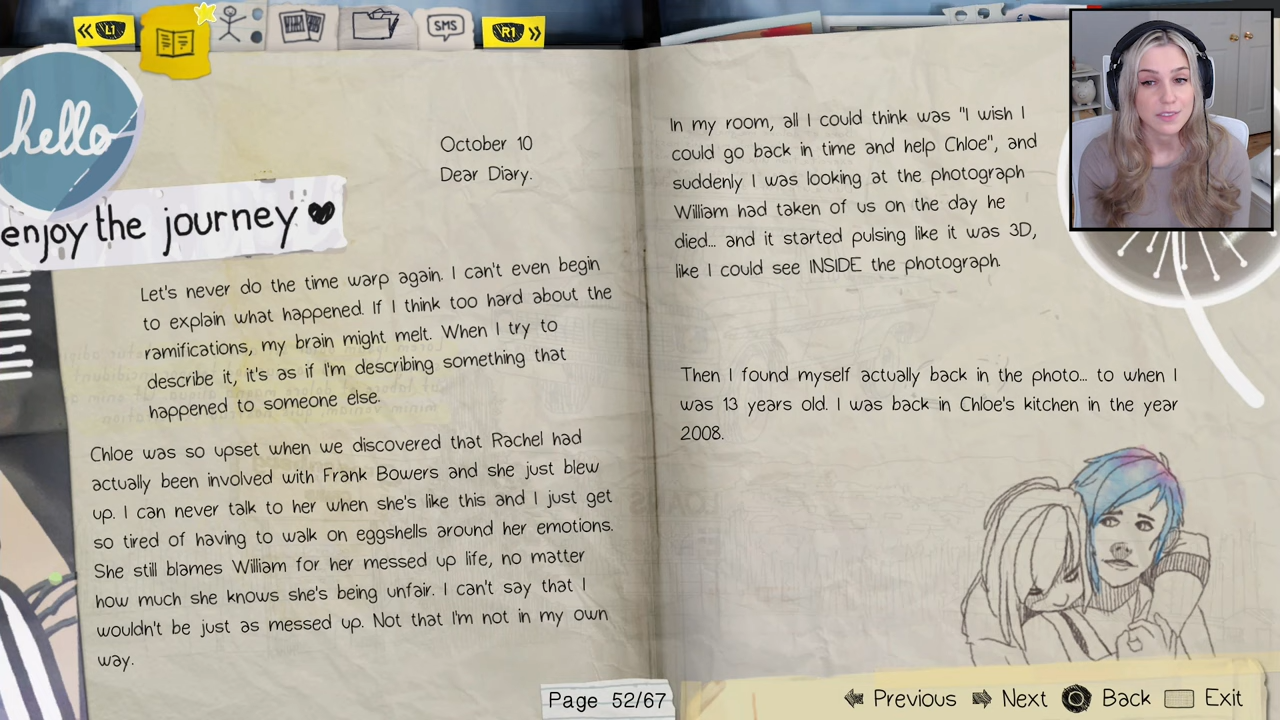 L1
SMS
R1
hello
enjoy the journey
October 10
Dear Diary.
Let's never do the time warp again. I can't even begin
to explain what happened. If I think too hard about the
ramifications, my brain might melt. When I try to
describe it, it's as if I'm describing something that
happened to someone else.
Chloe was so upset when we discovered that Rachel had
actually been involved with Frank Bowers and she just blew
up. I can never talk to her when she's like this and I just get
so tired of having to walk on eggshells around her emotions.
She still blames William for her messed up life, no matter
how much she knows she's being unfair. I can't say that I
wouldn't be just as messed up. Not that I'm not in my own
way.
In my room, all I could think was "I wish I
could go back in time and help Chloe", and
suddenly I was looking at the photograph
William had taken of us on the day he
died... and it started pulsing like it was 3D,
like I could see INSIDE the photograph.
Then I found myself actually back in the photo... to when I
was 13 years old. I was back in Chloe's kitchen in the year
2008.
Page 52/67
Previous Next Back Exit